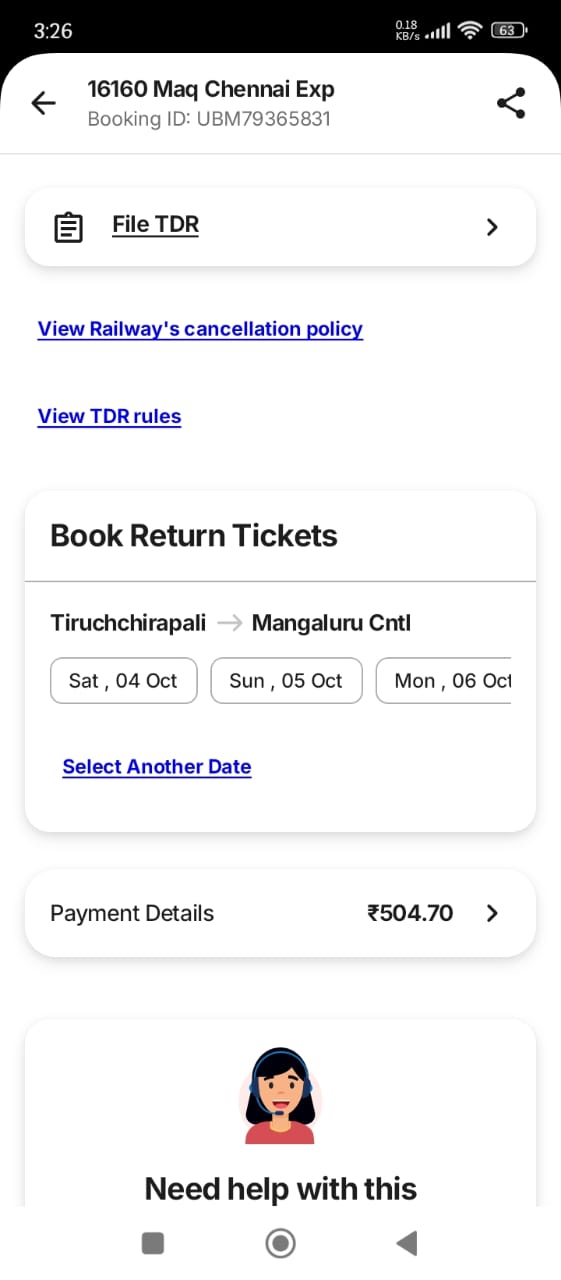 3:26
0.18
KB/s
63
16160 Maq Chennai Exp
Booking ID: UBM79365831
File TDR
View Railway's cancellation policy
View TDR rules
Book Return Tickets
Tiruchchirapali → Mangaluru Cntl
Sat , 04 Oct Sun , 05 Oct Mon , 06 Oct
Select Another Date
Payment Details ₹504.70
Need help with this